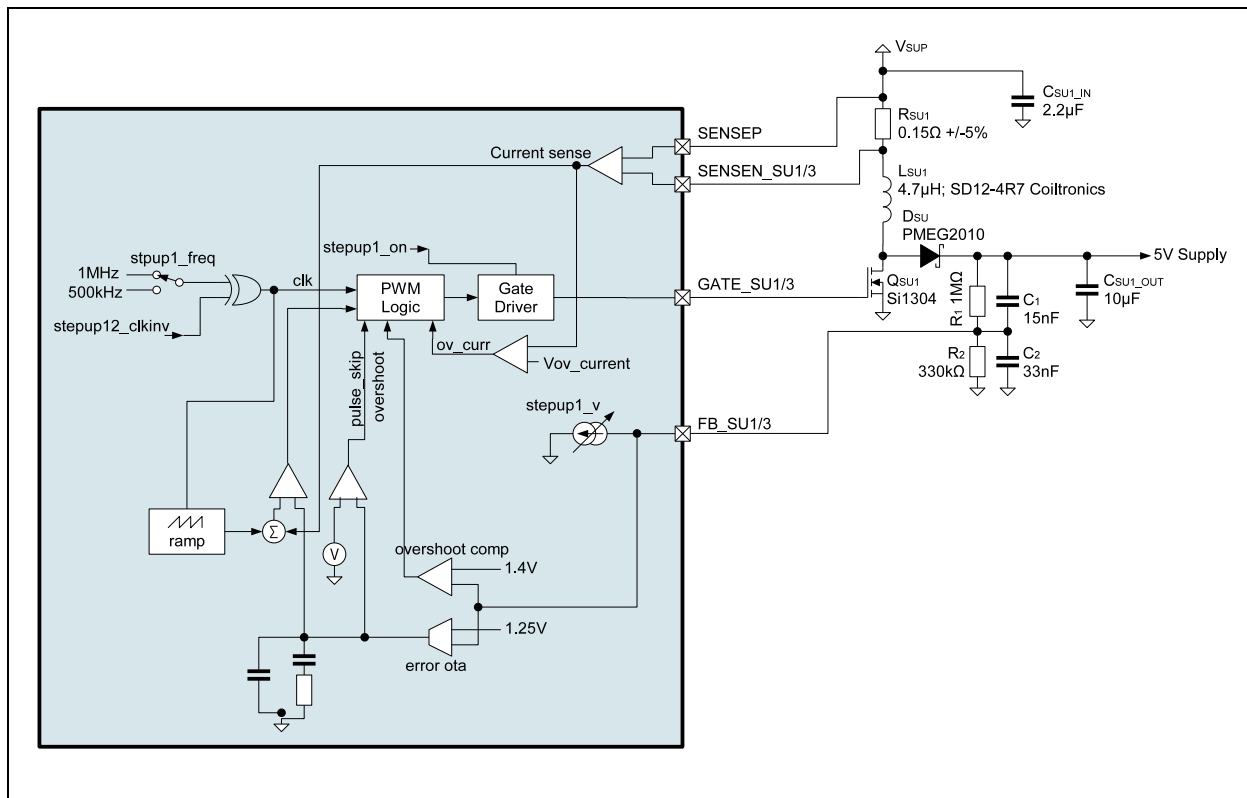 VSUP
CSU1_IN
2.2µF
RSU1
0.15Ω +/-5%
SENSEP
Current sense
SENSEN_SU1/3
LSU1
4.7µH; SD12-4R7 Coiltronics
DSU
PMEG2010
5V Supply
stepup1_on
stpup1_freq
1MHz
500kHz
clk
stepup12_clkinv
PWM
Logic
Gate
Driver
GATE_SU1/3
QSU1
Si1304
R1 1MΩ
C1
15nF
CSU1_OUT
10µF
ov_curr
Vov_current
R2
330kΩ
C2
33nF
pulse_skip
overshoot
stepup1_v
FB_SU1/3
ramp
Σ
V
overshoot comp
1.4V
1.25V
error ota